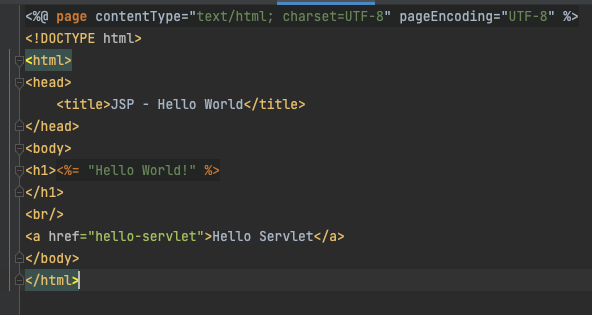 <%@ page contentType="text/html; charset=UTF-8" pageEncoding="UTF-8" %>
<!DOCTYPE html>
<html>
<head>
    <title>JSP - Hello World</title>
</head>
<body>
<h1><%= "Hello World!" %>
</h1>
<br/>
<a href="hello-servlet">Hello Servlet</a>
</body>
</html>